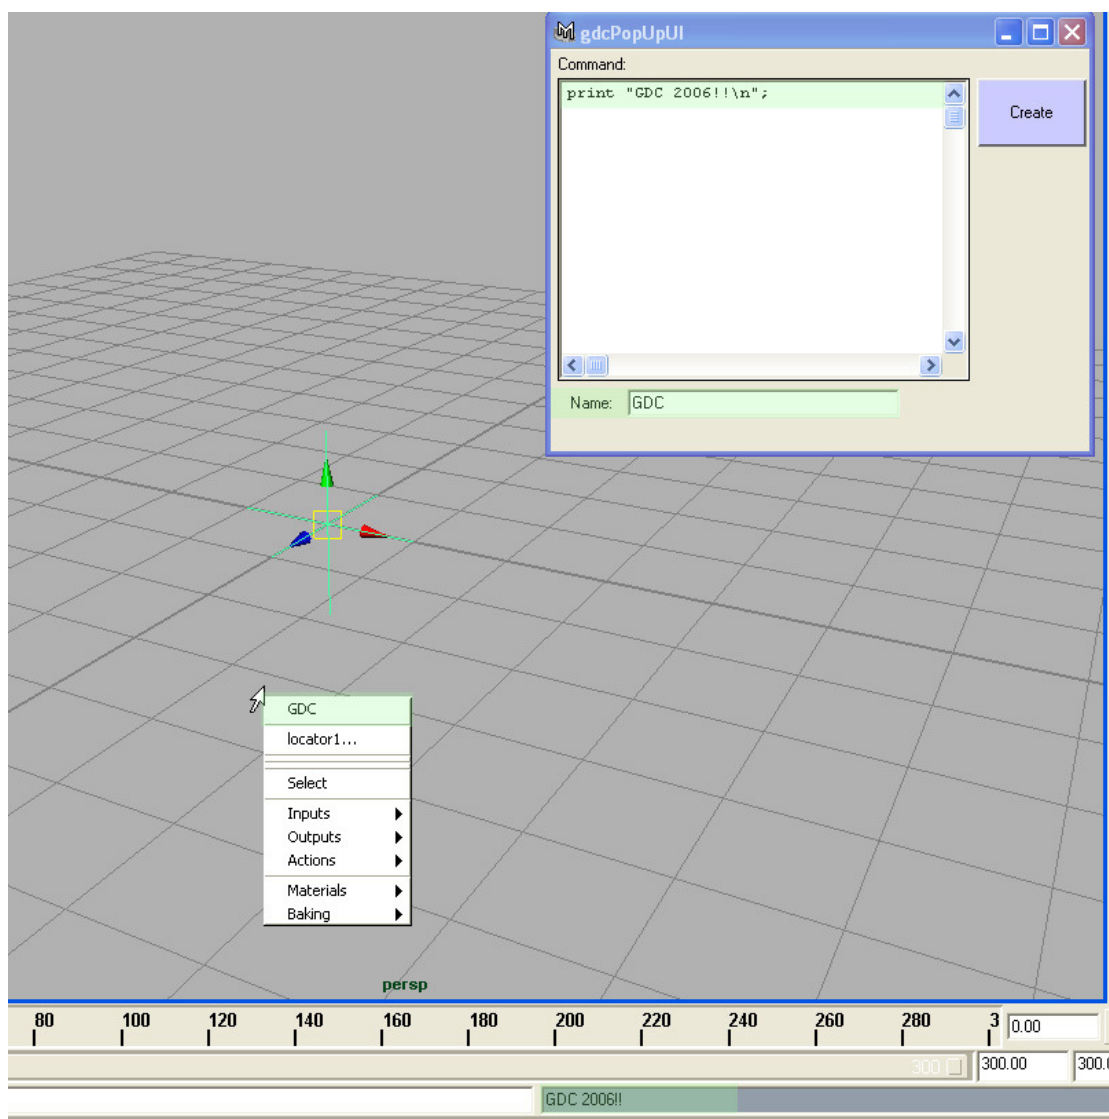 gdcPopUpUI
Command:
print "GDC 2006!!\n";
Create
Name: GDC
GDC
locator1...
Select
Inputs
Outputs
Actions
Materials
Baking
persp
80 100 120 140 160 180 200 220 240 260 280 3 0.00
300 300.00 300.0
GDC 2006!!